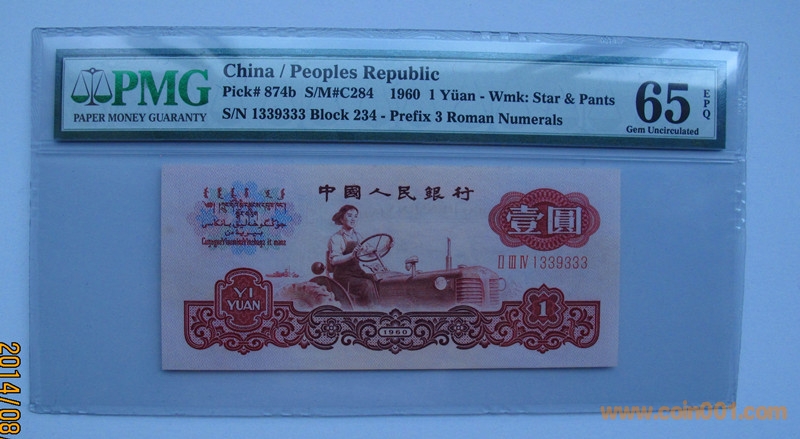 PMG
PAPER MONEY GUARANTY
China / Peoples Republic
Pick# 874b S/M#C284 1960 1 Yüan - Wmk: Star & Pants
S/N 1339333 Block 234 - Prefix 3 Roman Numerals
65
EPQ
Gem Uncirculated
中國人民銀行
壹圓
II III IV 1339333
YI
YUAN
1960
1
2014/08/
www.coin001.com